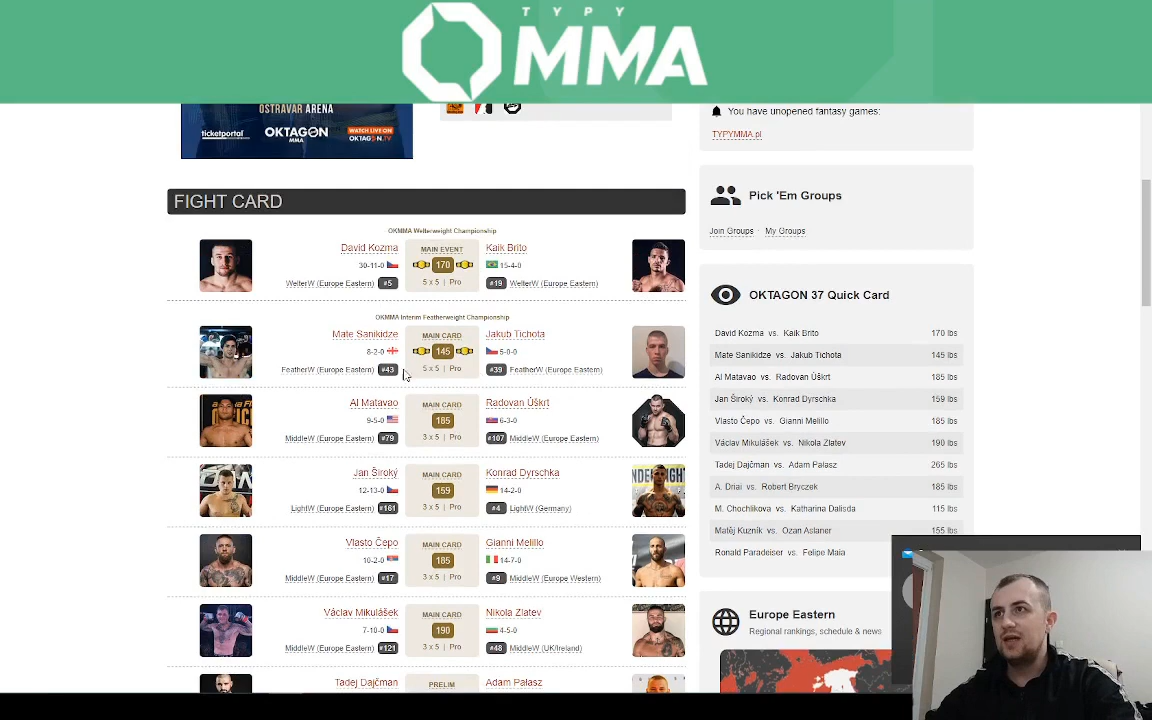 TYPY
MMA
OSTRAVAR ARENA
ticketportal
OKTAGON
MMA
WATCH LIVE ON
OKTAGON.TV
You have unopened fantasy games:
TYPYMMA.pl
Pick 'Em Groups
Join Groups · My Groups
FIGHT CARD
OKMMA Welterweight Championship
David Kozma MAIN EVENT Kaik Brito
30-11-0 170 15-4-0
WelterW (Europe Eastern) #5 5 x 5 | Pro #19 WelterW (Europe Eastern)
OKMMA Interim Featherweight Championship
Mate Sanikidze MAIN CARD Jakub Tichota
8-2-0 145 5-0-0
FeatherW (Europe Eastern) #43 5 x 5 | Pro #39 FeatherW (Europe Eastern)
Al Matavao MAIN CARD Radovan Úškrt
9-5-0 185 6-3-0
MiddleW (Europe Eastern) #79 3 x 5 | Pro #107 MiddleW (Europe Eastern)
Jan Široký MAIN CARD Konrad Dyrschka
12-13-0 159 14-2-0
LightW (Europe Eastern) #161 3 x 5 | Pro #4 LightW (Germany)
Vlasto Čepo MAIN CARD Gianni Melillo
10-2-0 185 14-7-0
MiddleW (Europe Eastern) #17 3 x 5 | Pro #9 MiddleW (Europe Western)
Václav Mikulášek MAIN CARD Nikola Zlatev
7-10-0 190 4-5-0
MiddleW (Europe Eastern) #121 3 x 5 | Pro #48 MiddleW (UK/Ireland)
Tadej Dajčman PRELIM Adam Pałasz
OKTAGON 37 Quick Card
David Kozma vs. Kaik Brito 170 lbs
Mate Sanikidze vs. Jakub Tichota 145 lbs
Al Matavao vs. Radovan Úškrt 185 lbs
Jan Široký vs. Konrad Dyrschka 159 lbs
Vlasto Čepo vs. Gianni Melillo 185 lbs
Václav Mikulášek vs. Nikola Zlatev 190 lbs
Tadej Dajčman vs. Adam Pałasz 265 lbs
A. Driai vs. Robert Bryczek 185 lbs
M. Chochlikova vs. Katharina Dalisda 115 lbs
Matěj Kuzník vs. Ozan Aslaner 155 lbs
Ronald Paradeiser vs. Felipe Maia
Europe Eastern
Regional rankings, schedule & news